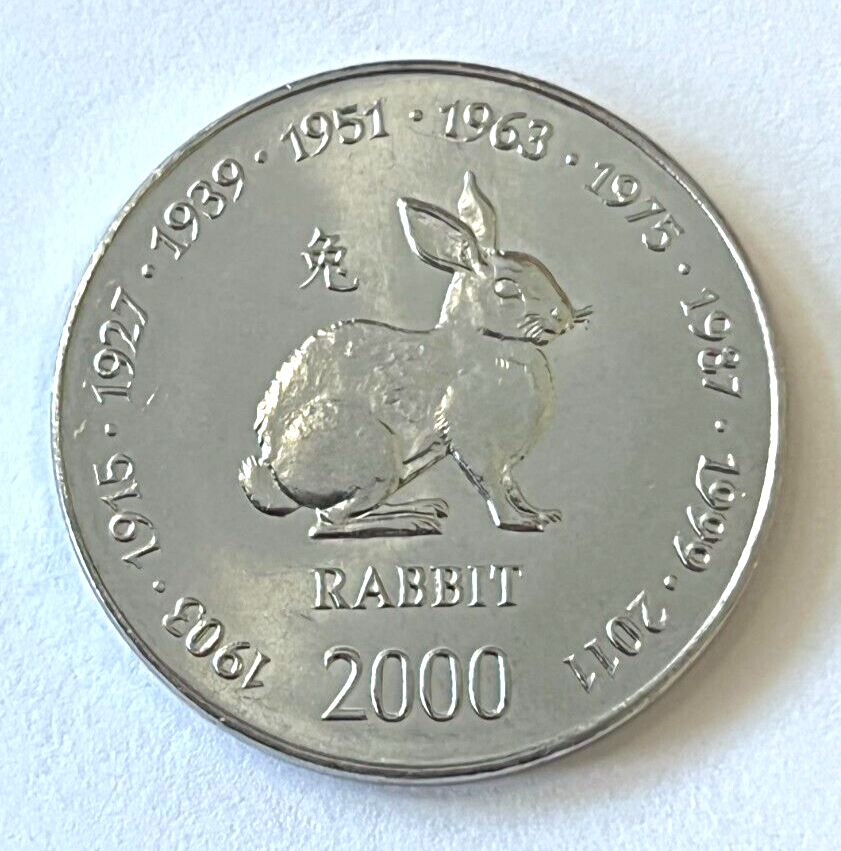 1903 · 1915 · 1927 · 1939 · 1951 · 1963 · 1975 · 1987 · 1999 · 2011
兔
RABBIT
2000